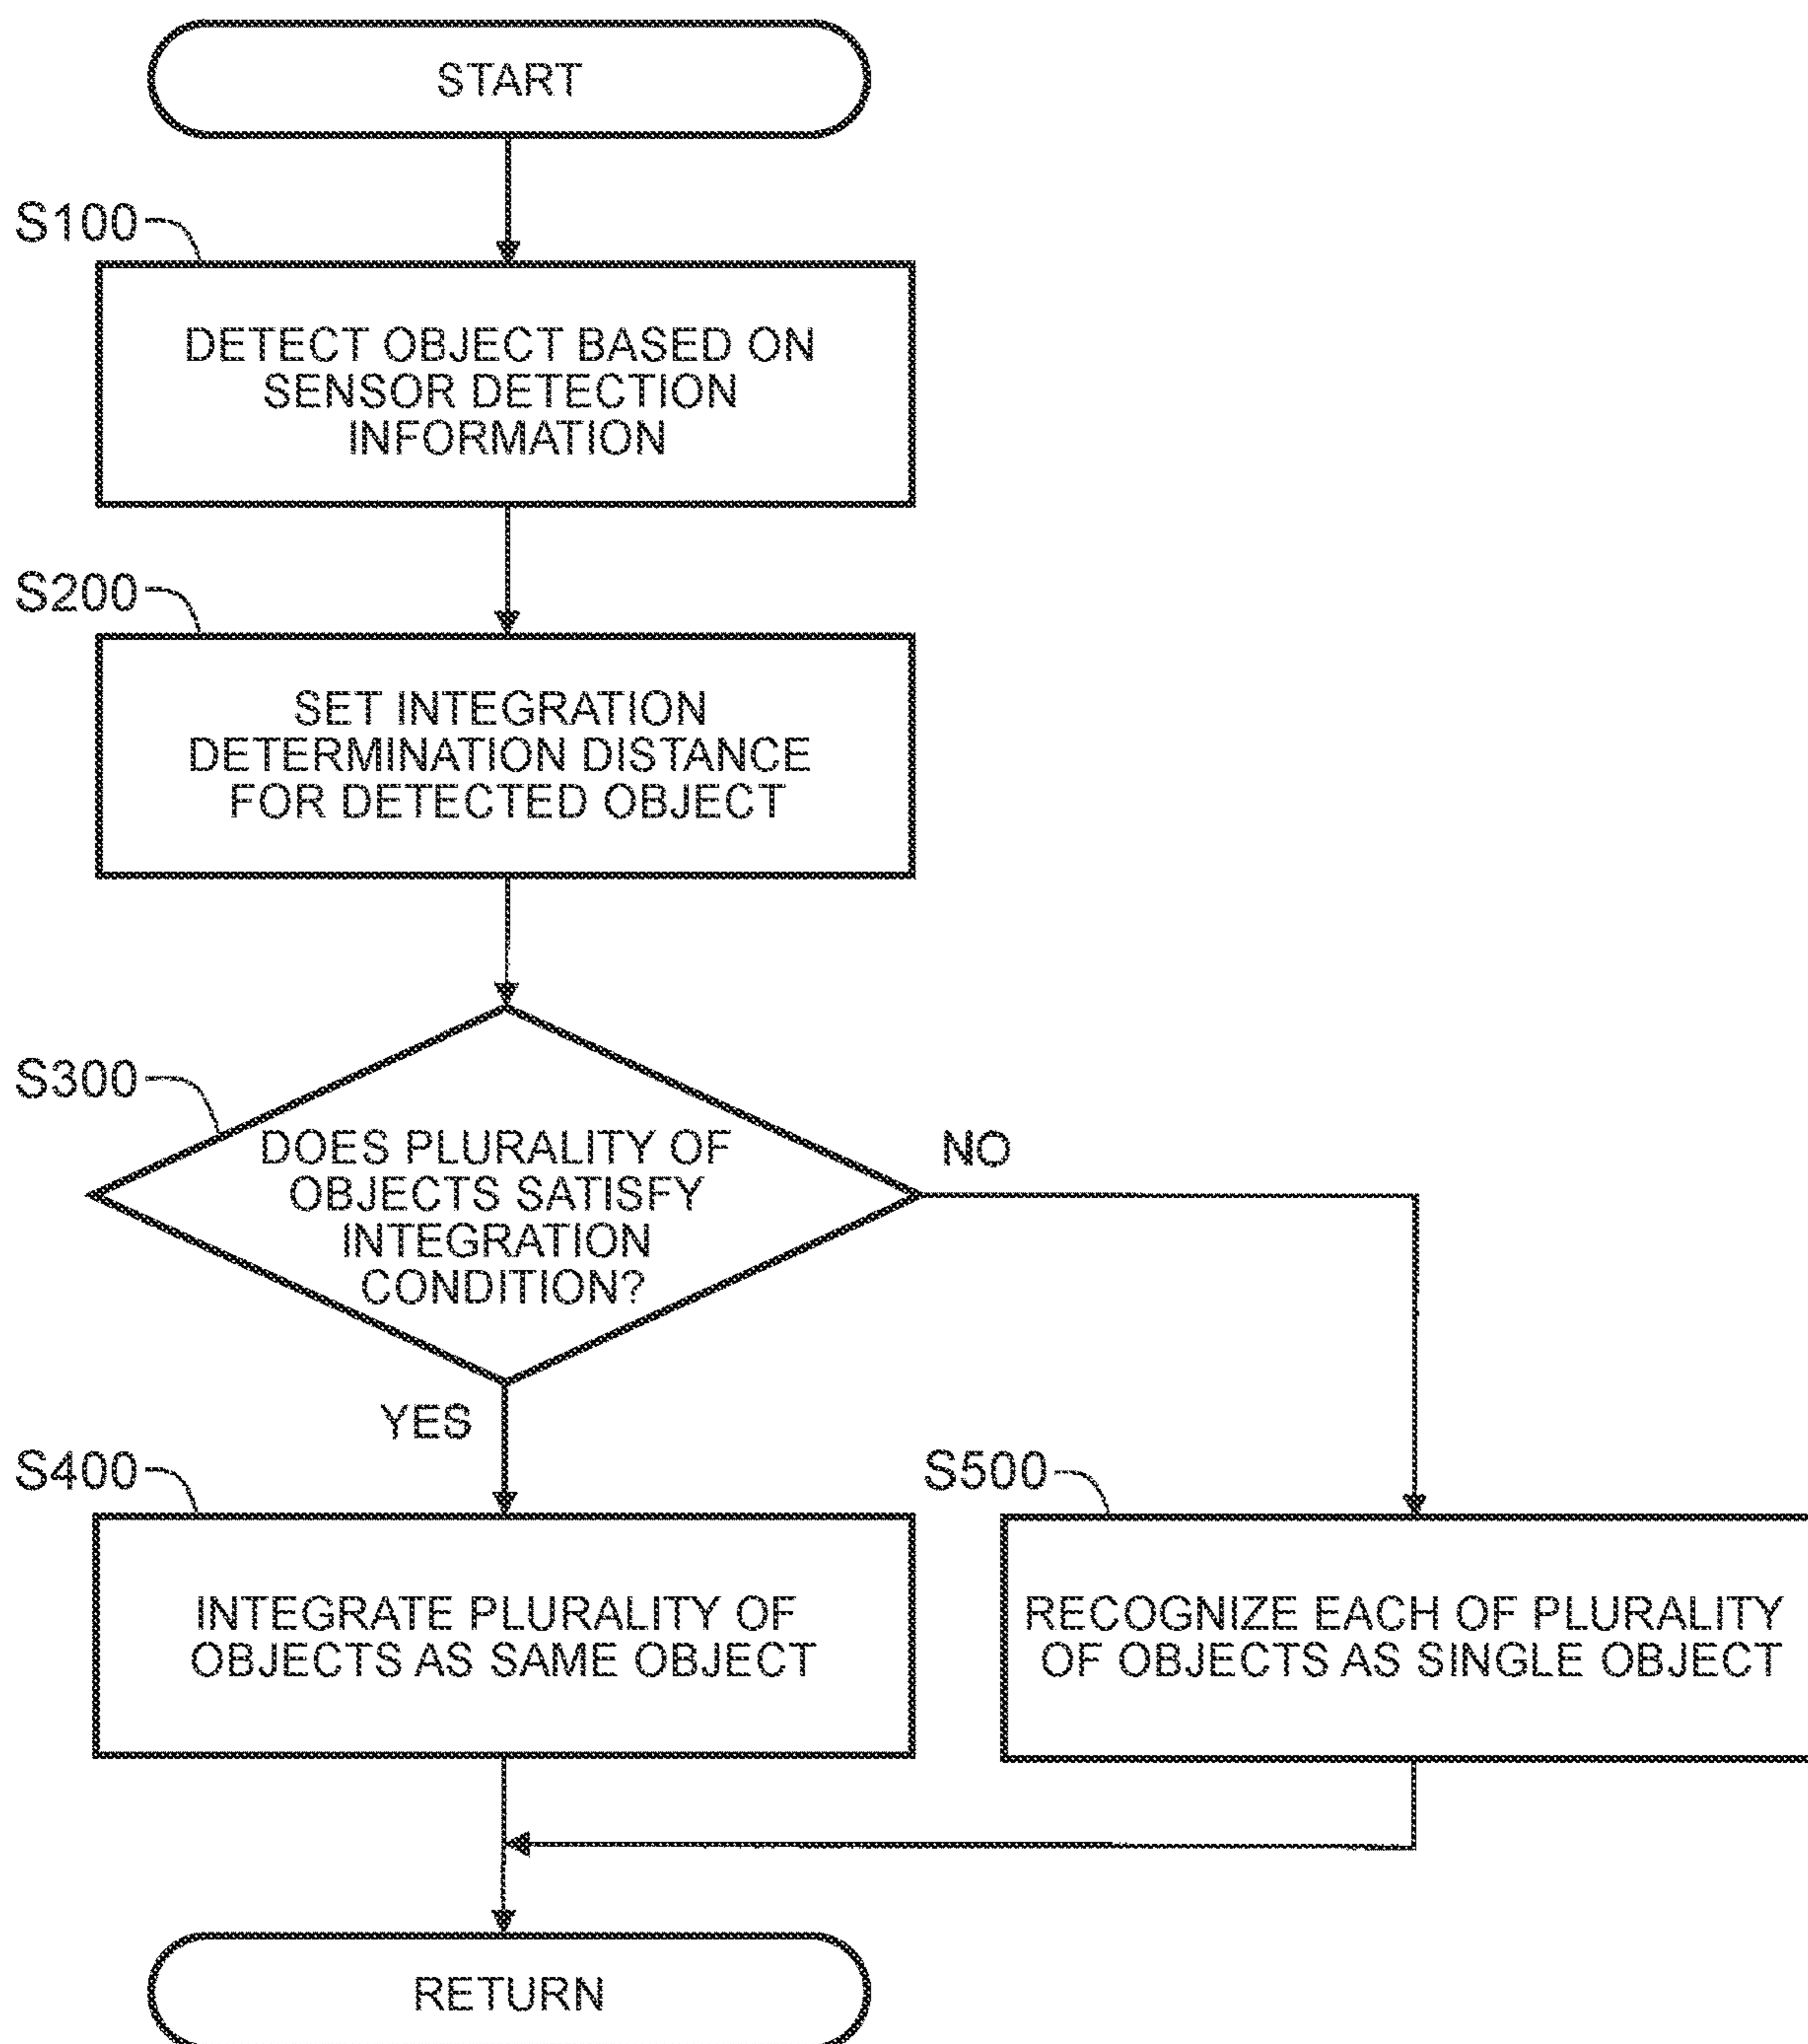 START
S100
DETECT OBJECT BASED ON
SENSOR DETECTION
INFORMATION
S200
SET INTEGRATION
DETERMINATION DISTANCE
FOR DETECTED OBJECT
S300
DOES PLURALITY OF
OBJECTS SATISFY
INTEGRATION
CONDITION?
NO
YES
S400
INTEGRATE PLURALITY OF
OBJECTS AS SAME OBJECT
S500
RECOGNIZE EACH OF PLURALITY
OF OBJECTS AS SINGLE OBJECT
RETURN